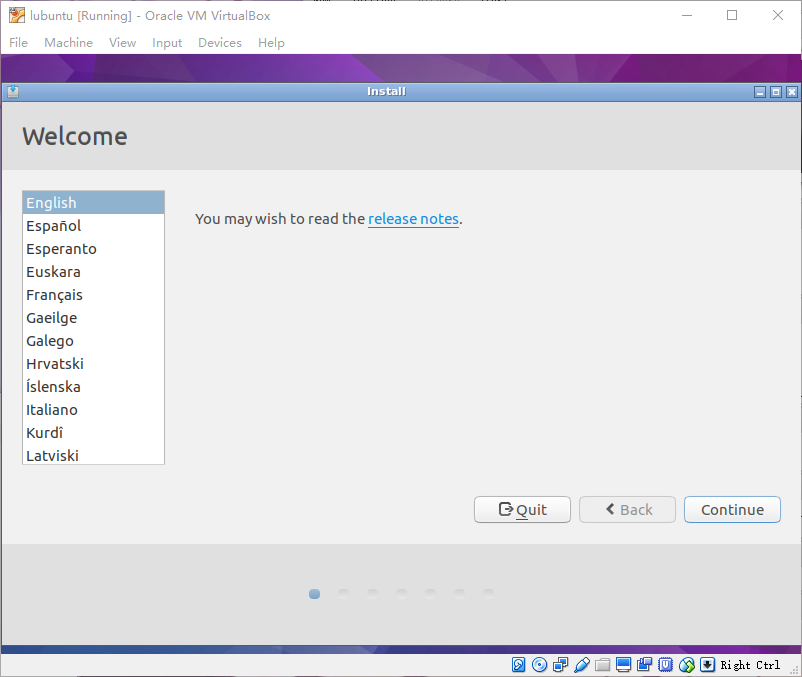 lubuntu [Running] - Oracle VM VirtualBox
File Machine View Input Devices Help
Install
Welcome
English
Español
Esperanto
Euskara
Français
Gaeilge
Galego
Hrvatski
Íslenska
Italiano
Kurdî
Latviski
You may wish to read the release notes.
Quit Back Continue
Right Ctrl